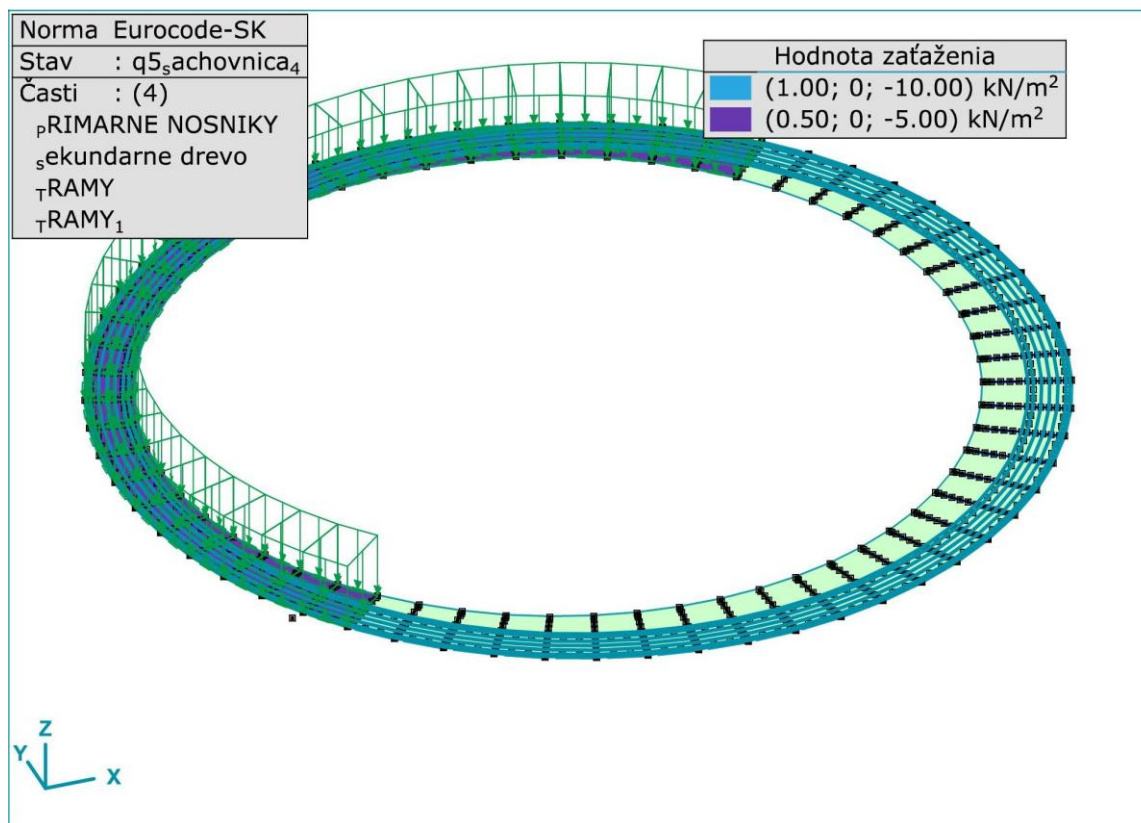 Norma Eurocode-SK
Stav : q5sachovnica4
Časti : (4)
PRIMARNE NOSNIKY
sekundarne drevo
TRAMY
TRAMY1
Hodnota zaťaženia
(1.00; 0; -10.00) kN/m²
(0.50; 0; -5.00) kN/m²
Z
Y
X